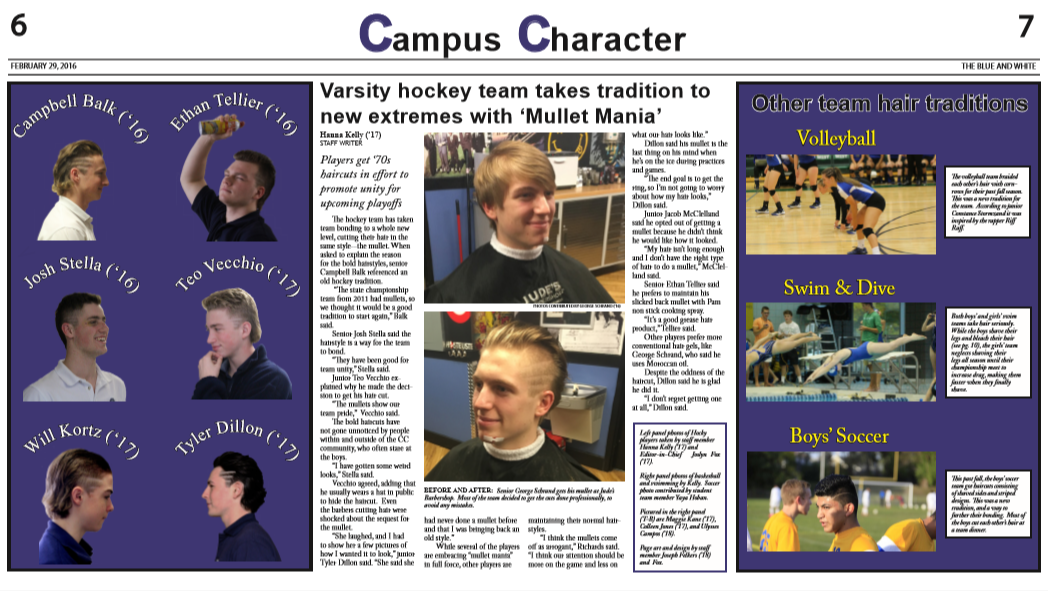 6
Campus Character
7
FEBRUARY 29, 2016
THE BLUE AND WHITE
Campbell Balk ('16)
Ethan Tellier ('16)
Josh Stella ('16)
Teo Vecchio ('17)
Will Kortz ('17)
Tyler Dillon ('17)
Varsity hockey team takes tradition to
new extremes with 'Mullet Mania'
Hanna Kelly ('17)
STAFF WRITER
Players get '70s
haircuts in effort to
promote unity for
upcoming playoffs
The hockey team has taken
team bonding to a whole new
level, cutting their hair to the
same style—the mullet. When
asked to explain the reason
for the bold hairstyles, senior
Campbell Balk referenced an
old hockey tradition.
"The state championship
team from 2011 had mullets, so
we thought it would be a good
tradition to start again," Balk
said.
Senior Josh Stella said the
hairstyle is a way for the team
to bond.
"They have been good for
team unity," Stella said.
Junior Teo Vecchio ex-
plained why he made the deci-
sion to get his hair cut.
"The mullets show our
team pride," Vecchio said.
The bold haircuts have
not gone unnoticed by people
within and outside of the CC
community, who often stare at
the boys.
"I have gotten some weird
looks," Stella said.
Vecchio agreed, adding that
he usually wears a hat in public
to hide the haircut. Even
the barbers cutting hair were
shocked about the request for
the mullet.
"She laughed, and I had
to show her a few pictures of
how I wanted it to look," junior
Tyler Dillon said. "She said she
PHOTOS CONTRIBUTED BY GEORGE SCHRAND ('16)
BEFORE AND AFTER: Senior George Schrand gets his mullet at Jude's
Barbershop. Most of the team decided to get the cuts done professionally, to
avoid any mistakes.
had never done a mullet before
and that I was bringing back an
old style."
While several of the players
are embracing "mullet mania"
in full force, other players are
maintaining their normal hair-
styles.
"I think the mullets come
off as arrogant," Richards said.
"I think our attention should be
more on the game and less on
what our hair looks like."
Dillon said his mullet is the
last thing on his mind when
he's on the ice during practices
and games.
"The end goal is to get the
ring, so I'm not going to worry
about how my hair looks,"
Dillon said.
Junior Jacob McClelland
said he opted out of getting a
mullet because he didn't think
he would like how it looked.
"My hair isn't long enough
and I don't have the right type
of hair to do a mullet," McClel-
land said.
Senior Ethan Tellier said
he prefers to maintain his
slicked back mullet with Pam
non stick cooking spray.
"It's a good grease hair
product," Tellier said.
Other players prefer more
conventional hair gels, like
George Schrand, who said he
uses Moroccan oil.
Despite the oddness of the
haircut, Dillon said he is glad
he did it.
"I don't regret getting one
at all," Dillon said.
Left panel photos of Hocky
players taken by staff member
Hanna Kelly ('17) and
Editor-in-Chief Jaclyn Fox
('17).
Right panel photos of basketball
and swimming by Kelly. Soccer
photo contributed by student
team member Yaya Hoban.
Pictured in the right panel
(T-B) are Maggie Kane ('17),
Colleen Jones ('17), and Ulysses
Campos ('18).
Page art and design by staff
member Joseph Fethers ('18)
and Fox.
Other team hair traditions
Volleyball
The volleyball team braided
each other's hair with corn-
rows for their past fall season.
This was a new tradition for
the team. According to junior
Constance
it was
inspired by the rapper Riff
Raff.
Swim & Dive
Both boys' and girls' swim
teams take hair seriously.
While the boys shave their
legs and bleach their hair
(see pg. 10), the girls' team
neglects shaving their
legs all season until their
championship meet to
increase drag, making them
faster when they finally
shave.
Boys' Soccer
This past fall, the boys' soccer
team got haircuts consisting
of shaved sides and striped
designs. This was a new
tradition, and a way to
further their bonding. Most of
the boys cut each other's hair at
a team dinner.